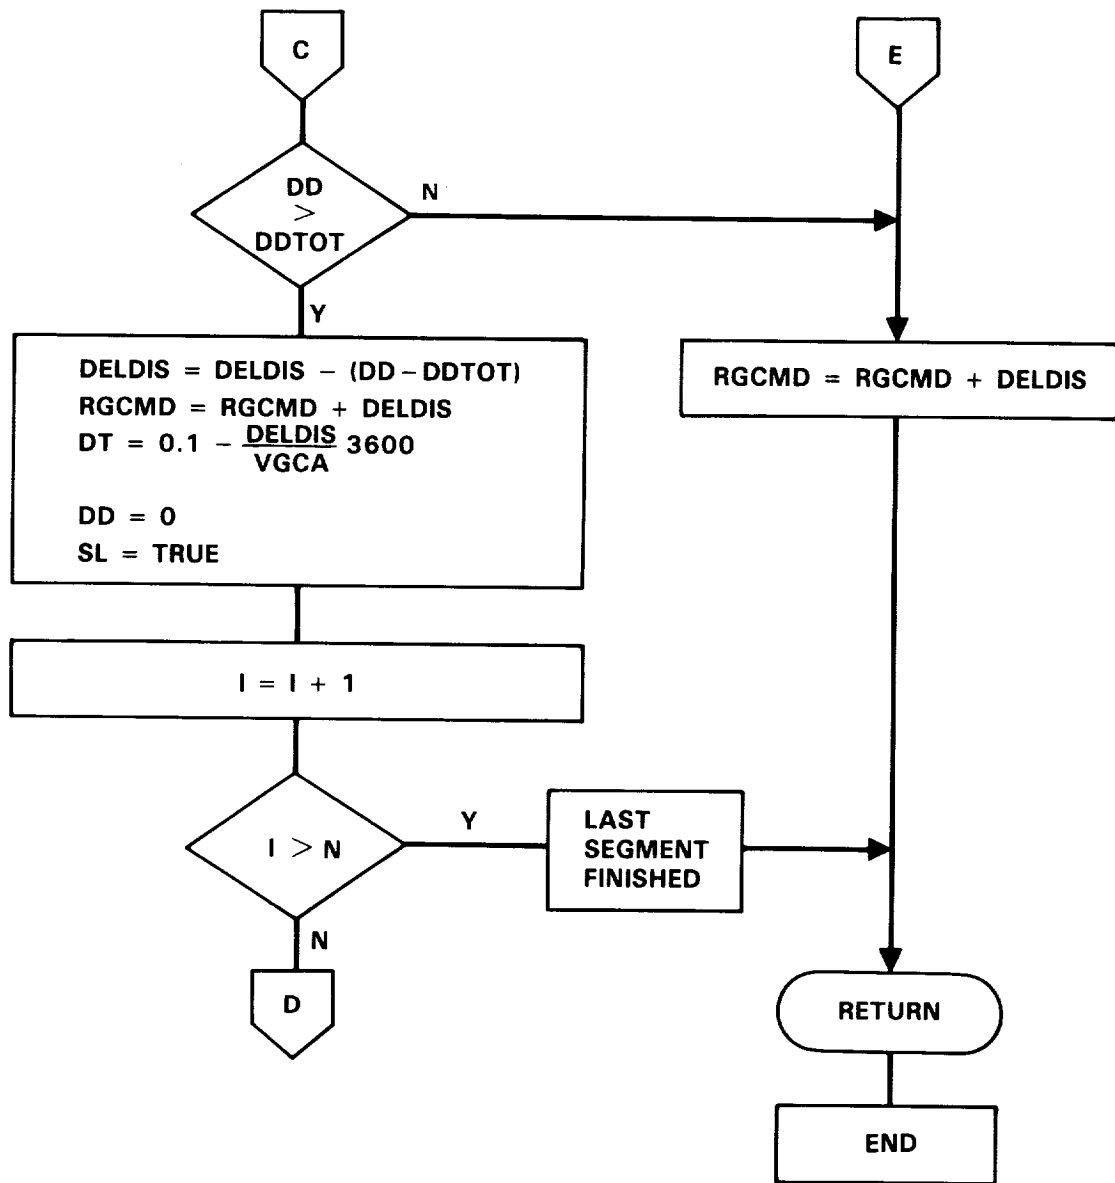 C
E
DD
>
DDTOT
N
Y
DELDIS = DELDIS – (DD – DDTOT)
RGCMD = RGCMD + DELDIS
DT = 0.1 – DELDIS/VGCA 3600
DD = 0
SL = TRUE
RGCMD = RGCMD + DELDIS
I = I + 1
I > N
Y
LAST
SEGMENT
FINISHED
N
D
RETURN
END